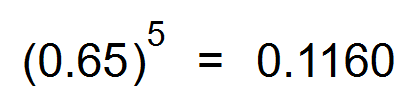 (0.65)⁵ = 0.1160